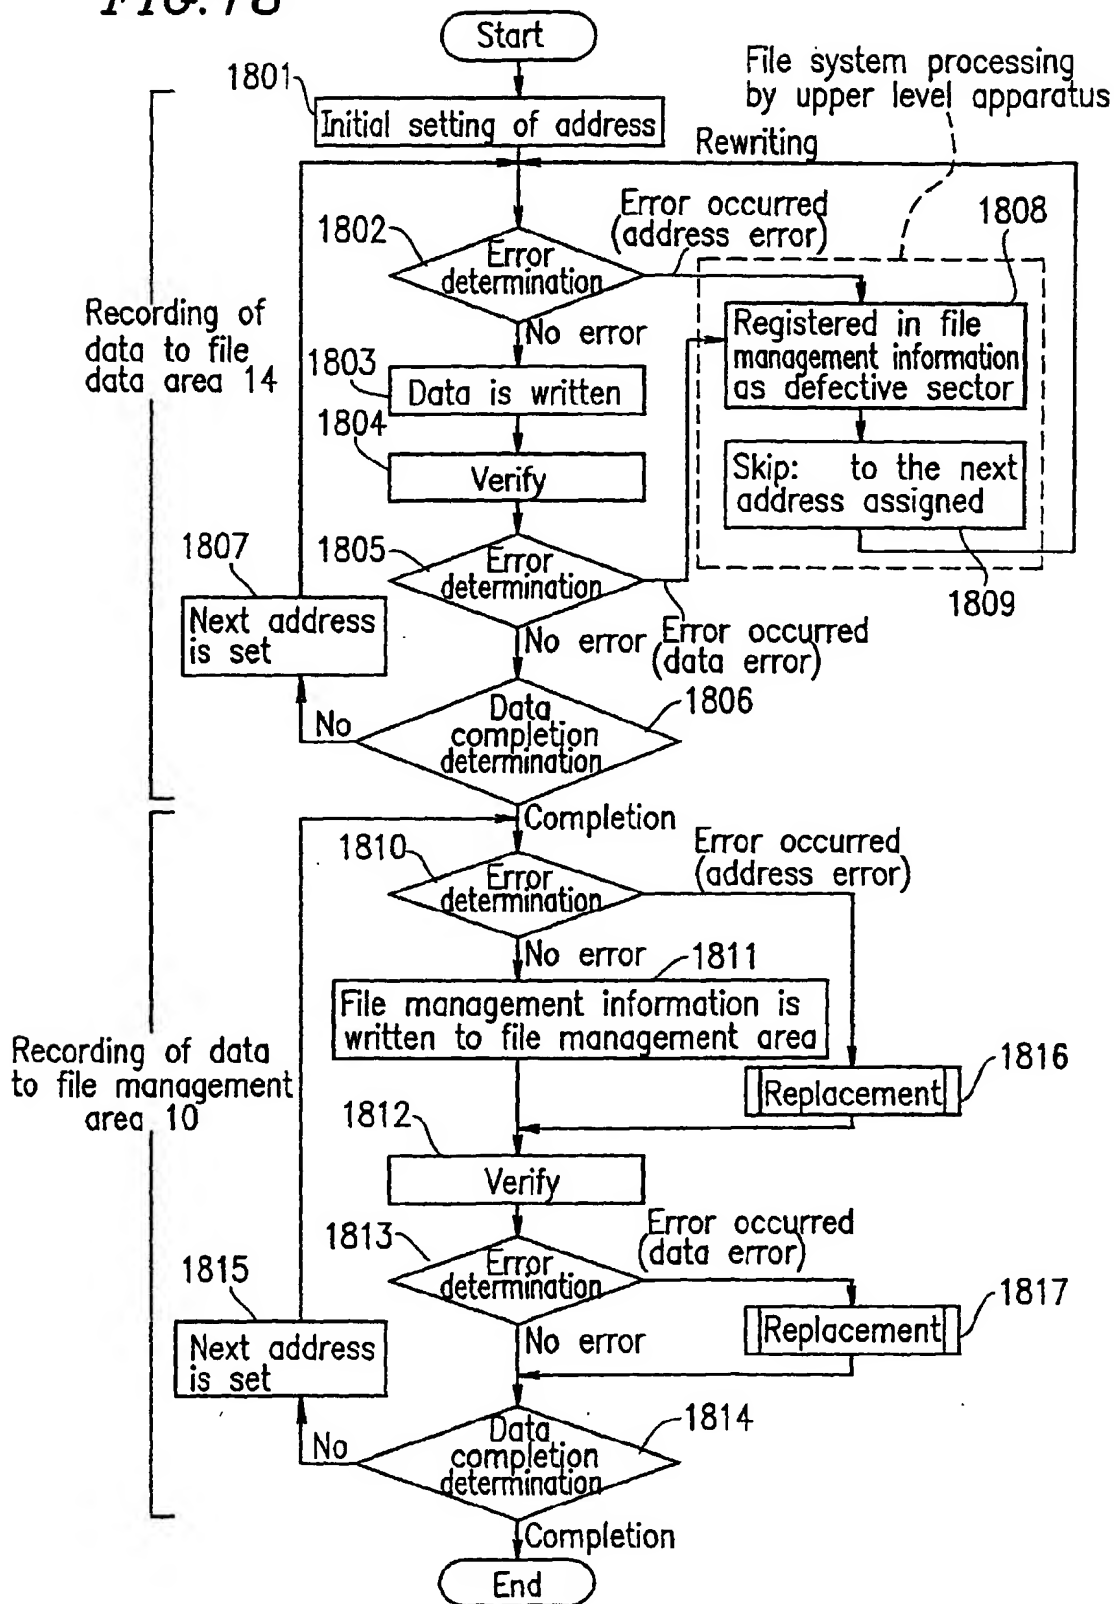 FIG. 18
Start
1801
Initial setting of address
File system processing
by upper level apparatus
Rewriting
Error occurred
(address error)
1808
1802
Error
determination
Recording of
data to file
data area 14
No error
Registered in file
management information
as defective sector
1803
Data is written
1804
Verify
Skip: to the next
address assigned
1807
1805
Error
determination
1809
Next address
is set
No error
Error occurred
(data error)
1806
No
Data
completion
determination
Completion
1810
Error
determination
Error occurred
(address error)
No error
1811
File management information is
written to file management area
Recording of data
to file management
area 10
1816
Replacement
1812
Verify
1813
Error
determination
Error occurred
(data error)
1815
1817
Replacement
Next address
is set
No error
1814
No
Data
completion
determination
Completion
End